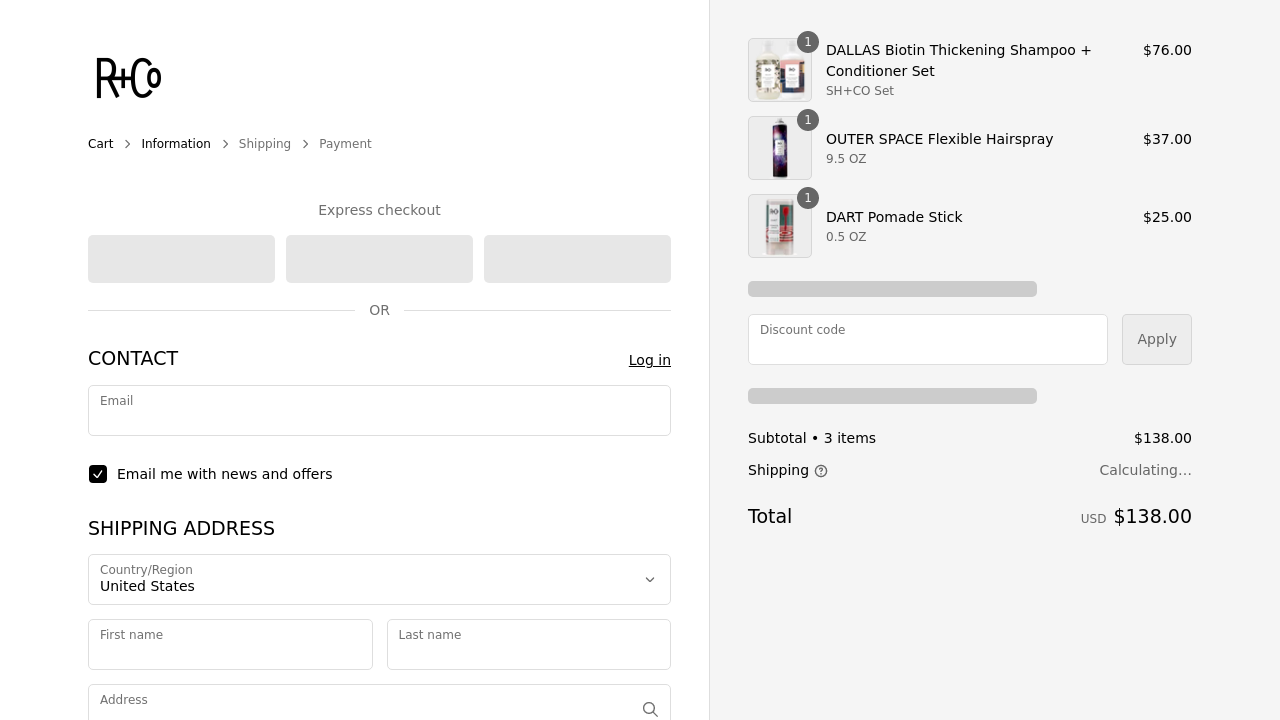 R+Co
Cart
Information
Shipping
Payment
Express checkout
OR
CONTACT
Log in
Email
Email me with news and offers
SHIPPING ADDRESS
Country/Region
United States
First name
Last name
Address
1
DALLAS Biotin Thickening Shampoo +
Conditioner Set
SH+CO Set
$76.00
1
OUTER SPACE Flexible Hairspray
9.5 OZ
$37.00
1
DART Pomade Stick
0.5 OZ
$25.00
Discount code
Apply
Subtotal • 3 items
$138.00
Shipping
Calculating...
Total
USD $138.00